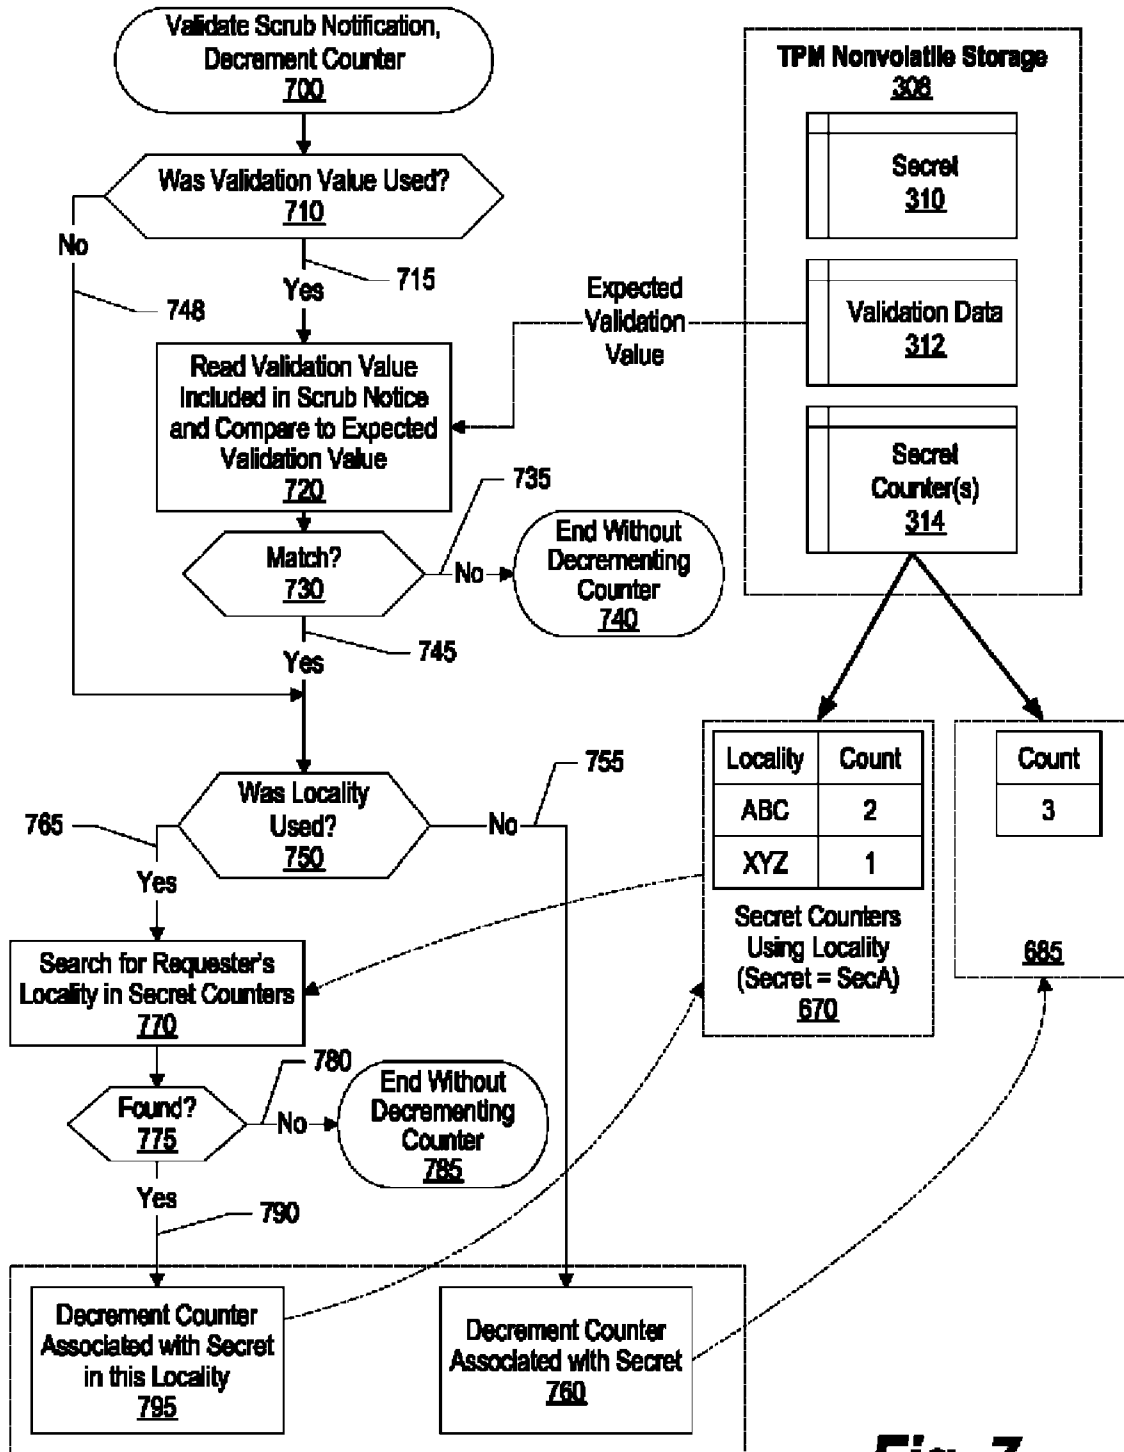 Validate Scrub Notification,
Decrement Counter
700
Was Validation Value Used?
710
No
748
Yes
715
Read Validation Value
Included in Scrub Notice
and Compare to Expected
Validation Value
720
Expected
Validation
Value
Match?
730
735
No
End Without
Decrementing
Counter
740
745
Yes
TPM Nonvolatile Storage
308
Secret
310
Validation Data
312
Secret
Counter(s)
314
Was Locality
Used?
750
755
No
765
Yes
Locality Count
ABC 2
XYZ 1
Secret Counters
Using Locality
(Secret = SecA)
670
Count
3
685
Search for Requester's
Locality in Secret Counters
770
Found?
775
780
No
End Without
Decrementing
Counter
785
Yes
790
Decrement Counter
Associated with Secret
in this Locality
795
Decrement Counter
Associated with Secret
760
Fig. 7